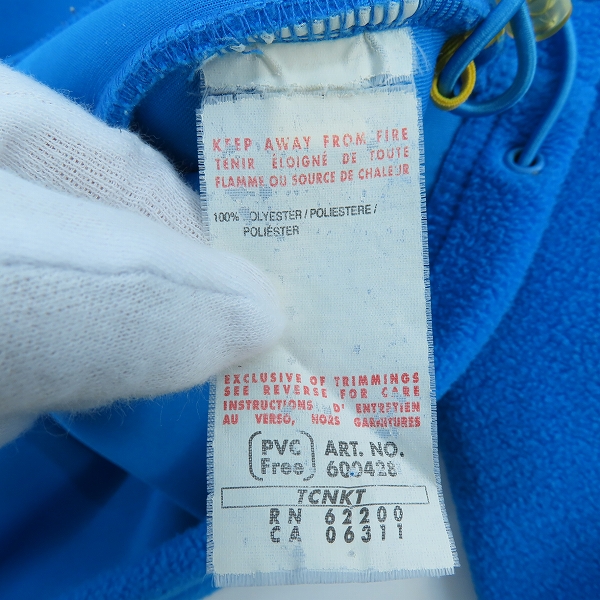 KEEP AWAY FROM FIRE
TENIR ÉLOIGNÉ DE TOUTE
FLAMME OU SOURCE DE CHALEUR
100% POLYESTER / POLIESTERE /
POLIÉSTER
EXCLUSIVE OF TRIMMINGS
SEE REVERSE FOR CARE
INSTRUCTIONS D' ENTRETIEN
AU VERSO, HORS GARNITURES
PVC Free
ART. NO. 600428
TCNKT
RN 62200
CA 06311